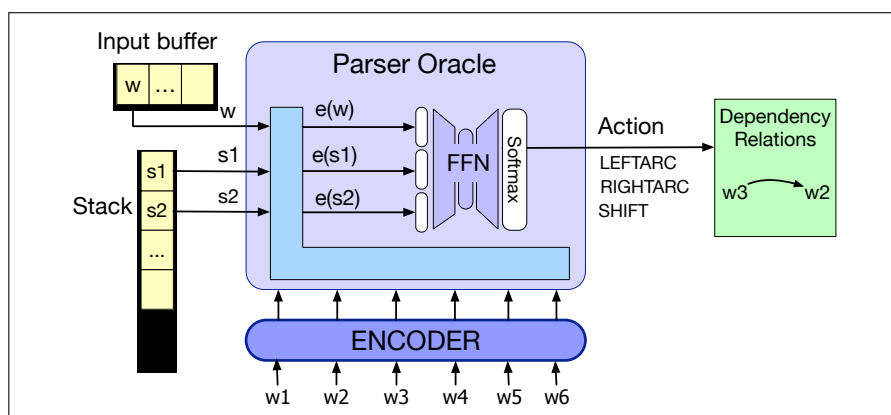 Input buffer
w ...
w
Parser Oracle
e(w)
s1
s1
e(s1)
Stack
s2
s2
e(s2)
...
FFN
Softmax
Action
LEFTARC
RIGHTARC
SHIFT
Dependency
Relations
w3 w2
ENCODER
w1 w2 w3 w4 w5 w6